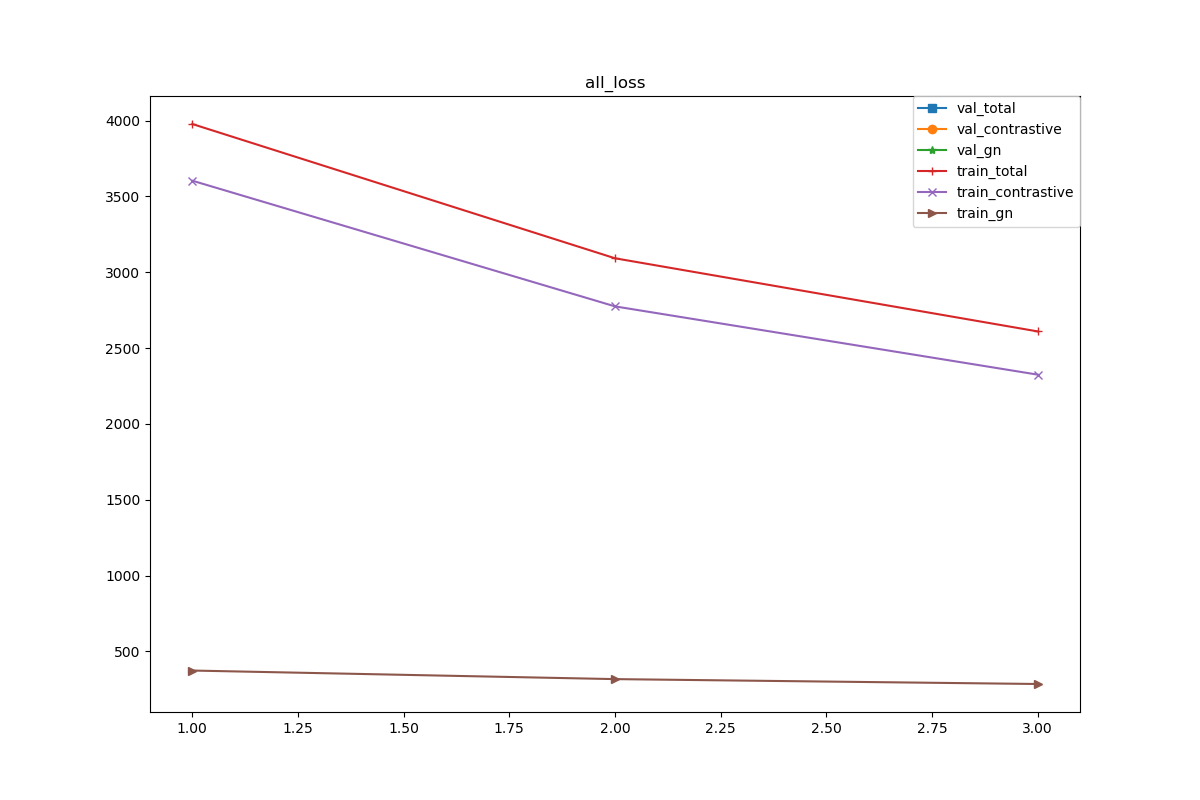 all_loss
val_total
val_contrastive
val_gn
train_total
train_contrastive
train_gn
4000
3500
3000
2500
2000
1500
1000
500
1.00 1.25 1.50 1.75 2.00 2.25 2.50 2.75 3.00